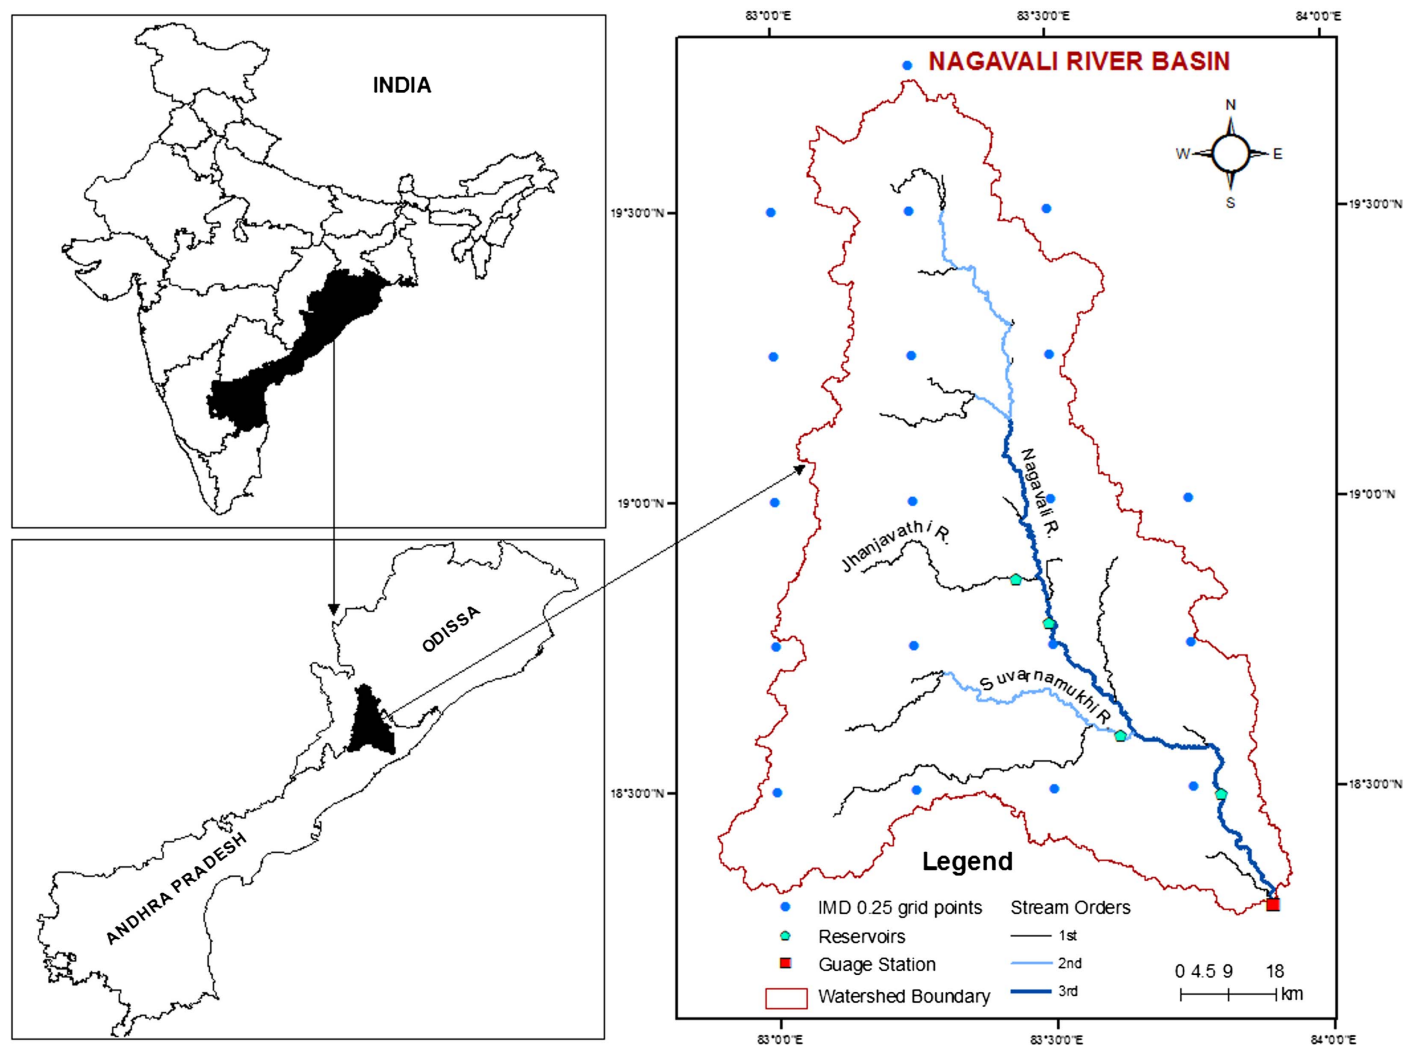 INDIA
ODISSA
ANDHRA PRADESH
83°0'0"E
83°30'0"E
84°0'0"E
NAGAVALI RIVER BASIN
N
W
E
S
19°30'0"N
19°30'0"N
19°0'0"N
19°0'0"N
18°30'0"N
18°30'0"N
Nagavali R.
Jhanjavathi R.
Suvarnamukhi R
Legend
IMD 0.25 grid points
Reservoirs
Guage Station
Watershed Boundary
Stream Orders
1st
2nd
3rd
0 4.5 9 18
km
83°0'0"E
83°30'0"E
84°0'0"E